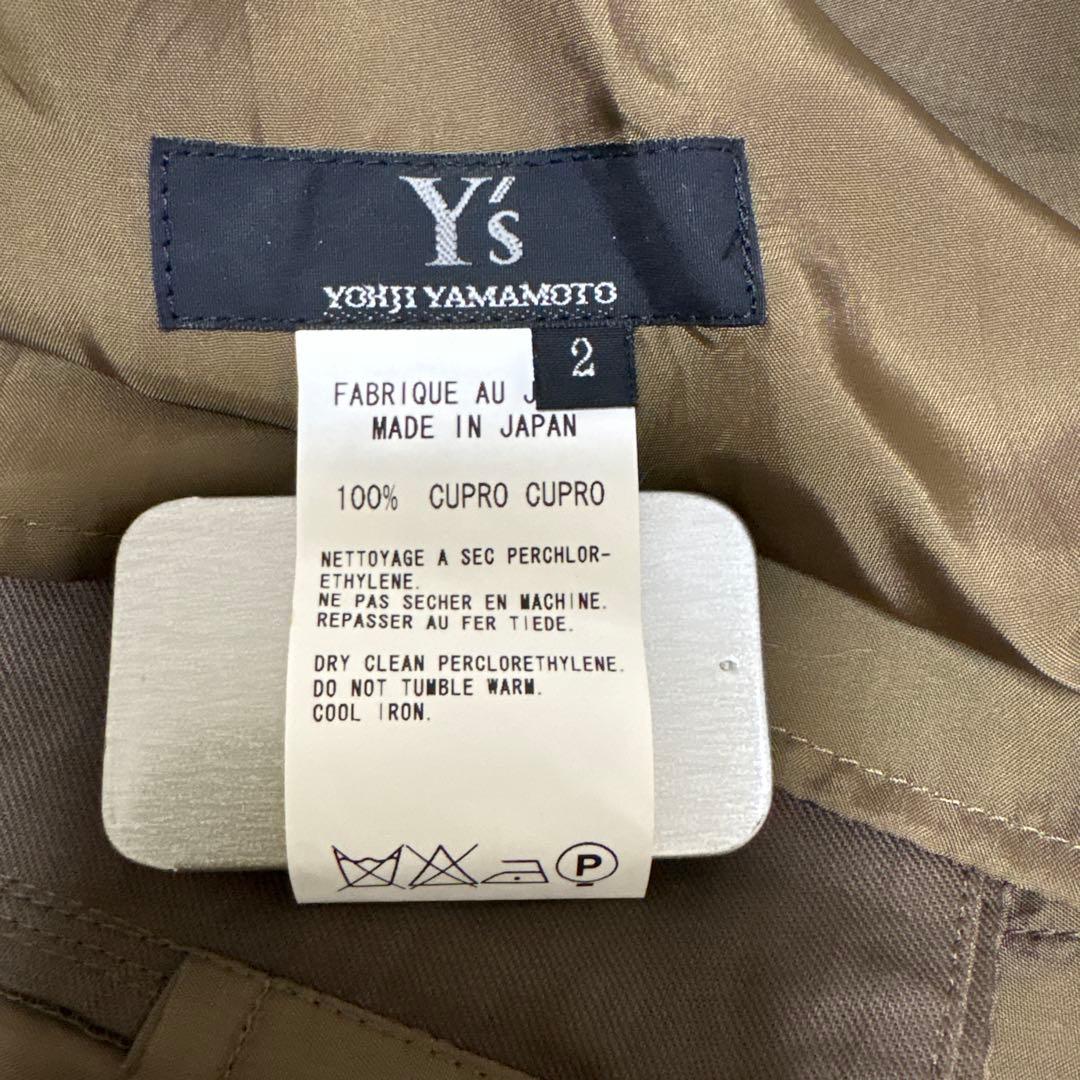 Y's
YOHJI YAMAMOTO
2
FABRIQUE AU
MADE IN JAPAN
100% CUPRO CUPRO
NETTOYAGE A SEC PERCHLOR-
ETHYLENE.
NE PAS SECHER EN MACHINE.
REPASSER AU FER TIEDE.
DRY CLEAN PERCLORETHYLENE.
DO NOT TUMBLE WARM.
COOL IRON.
P